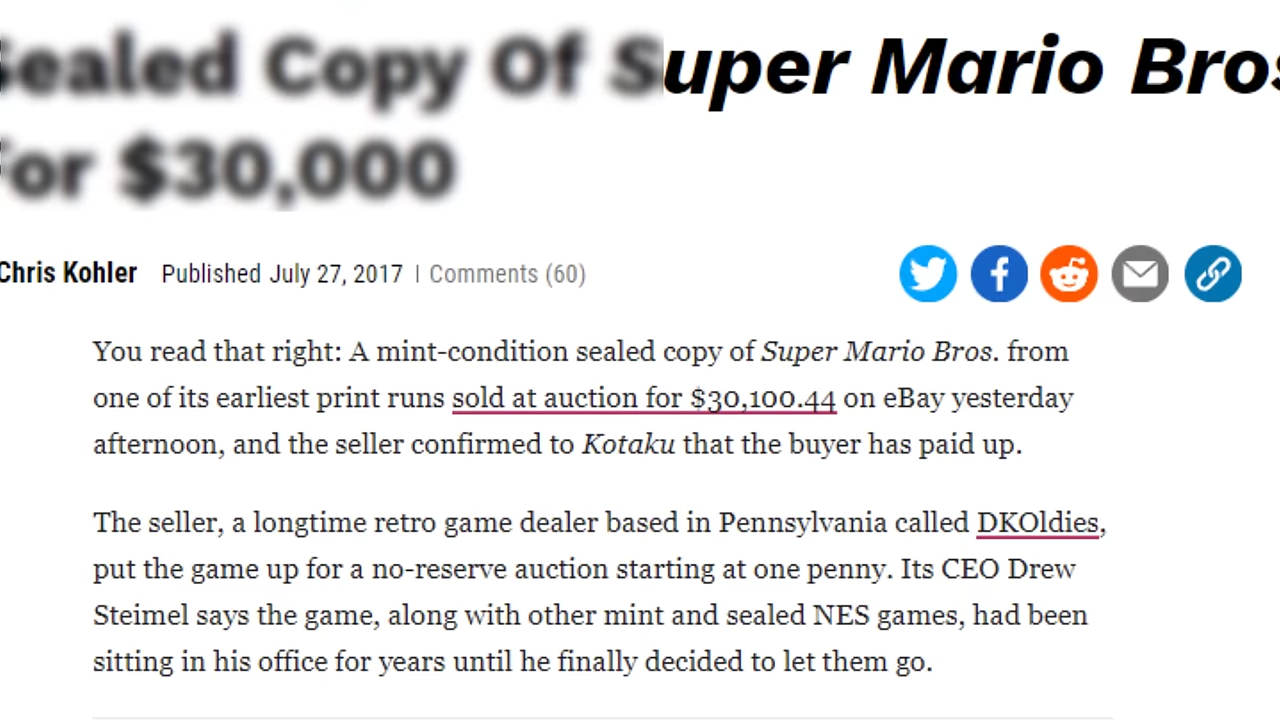 Sealed Copy Of Super Mario Bros
For $30,000
Chris Kohler Published July 27, 2017 | Comments (60)
You read that right: A mint-condition sealed copy of Super Mario Bros. from
one of its earliest print runs sold at auction for $30,100.44 on eBay yesterday
afternoon, and the seller confirmed to Kotaku that the buyer has paid up.
The seller, a longtime retro game dealer based in Pennsylvania called DKOldies,
put the game up for a no-reserve auction starting at one penny. Its CEO Drew
Steimel says the game, along with other mint and sealed NES games, had been
sitting in his office for years until he finally decided to let them go.